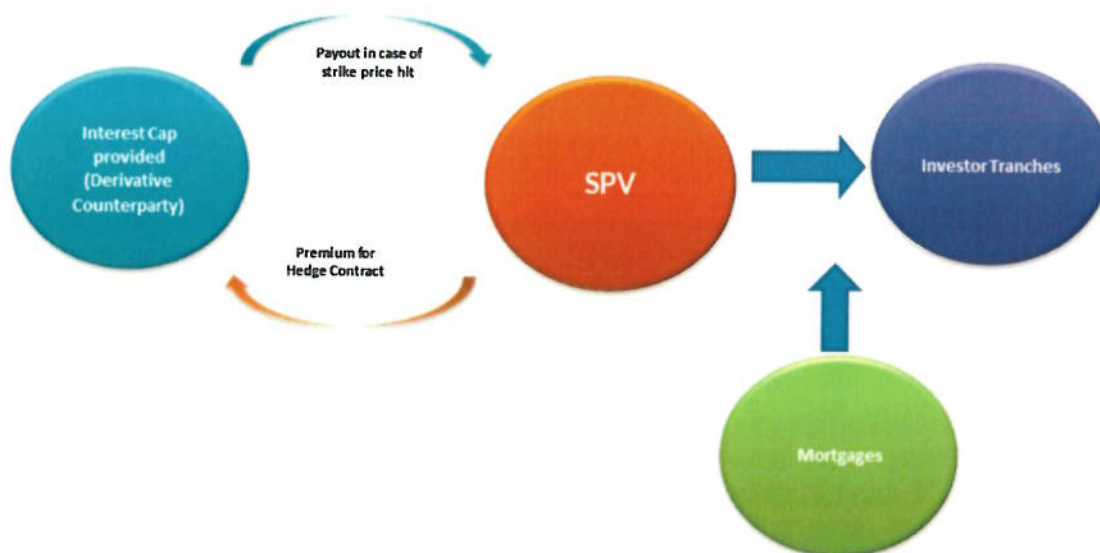 Payout in case of
strike price hit
Interest Cap
provided
(Derivative
Counterparty)
SPV
Investor Tranches
Premium for
Hedge Contract
Mortgages